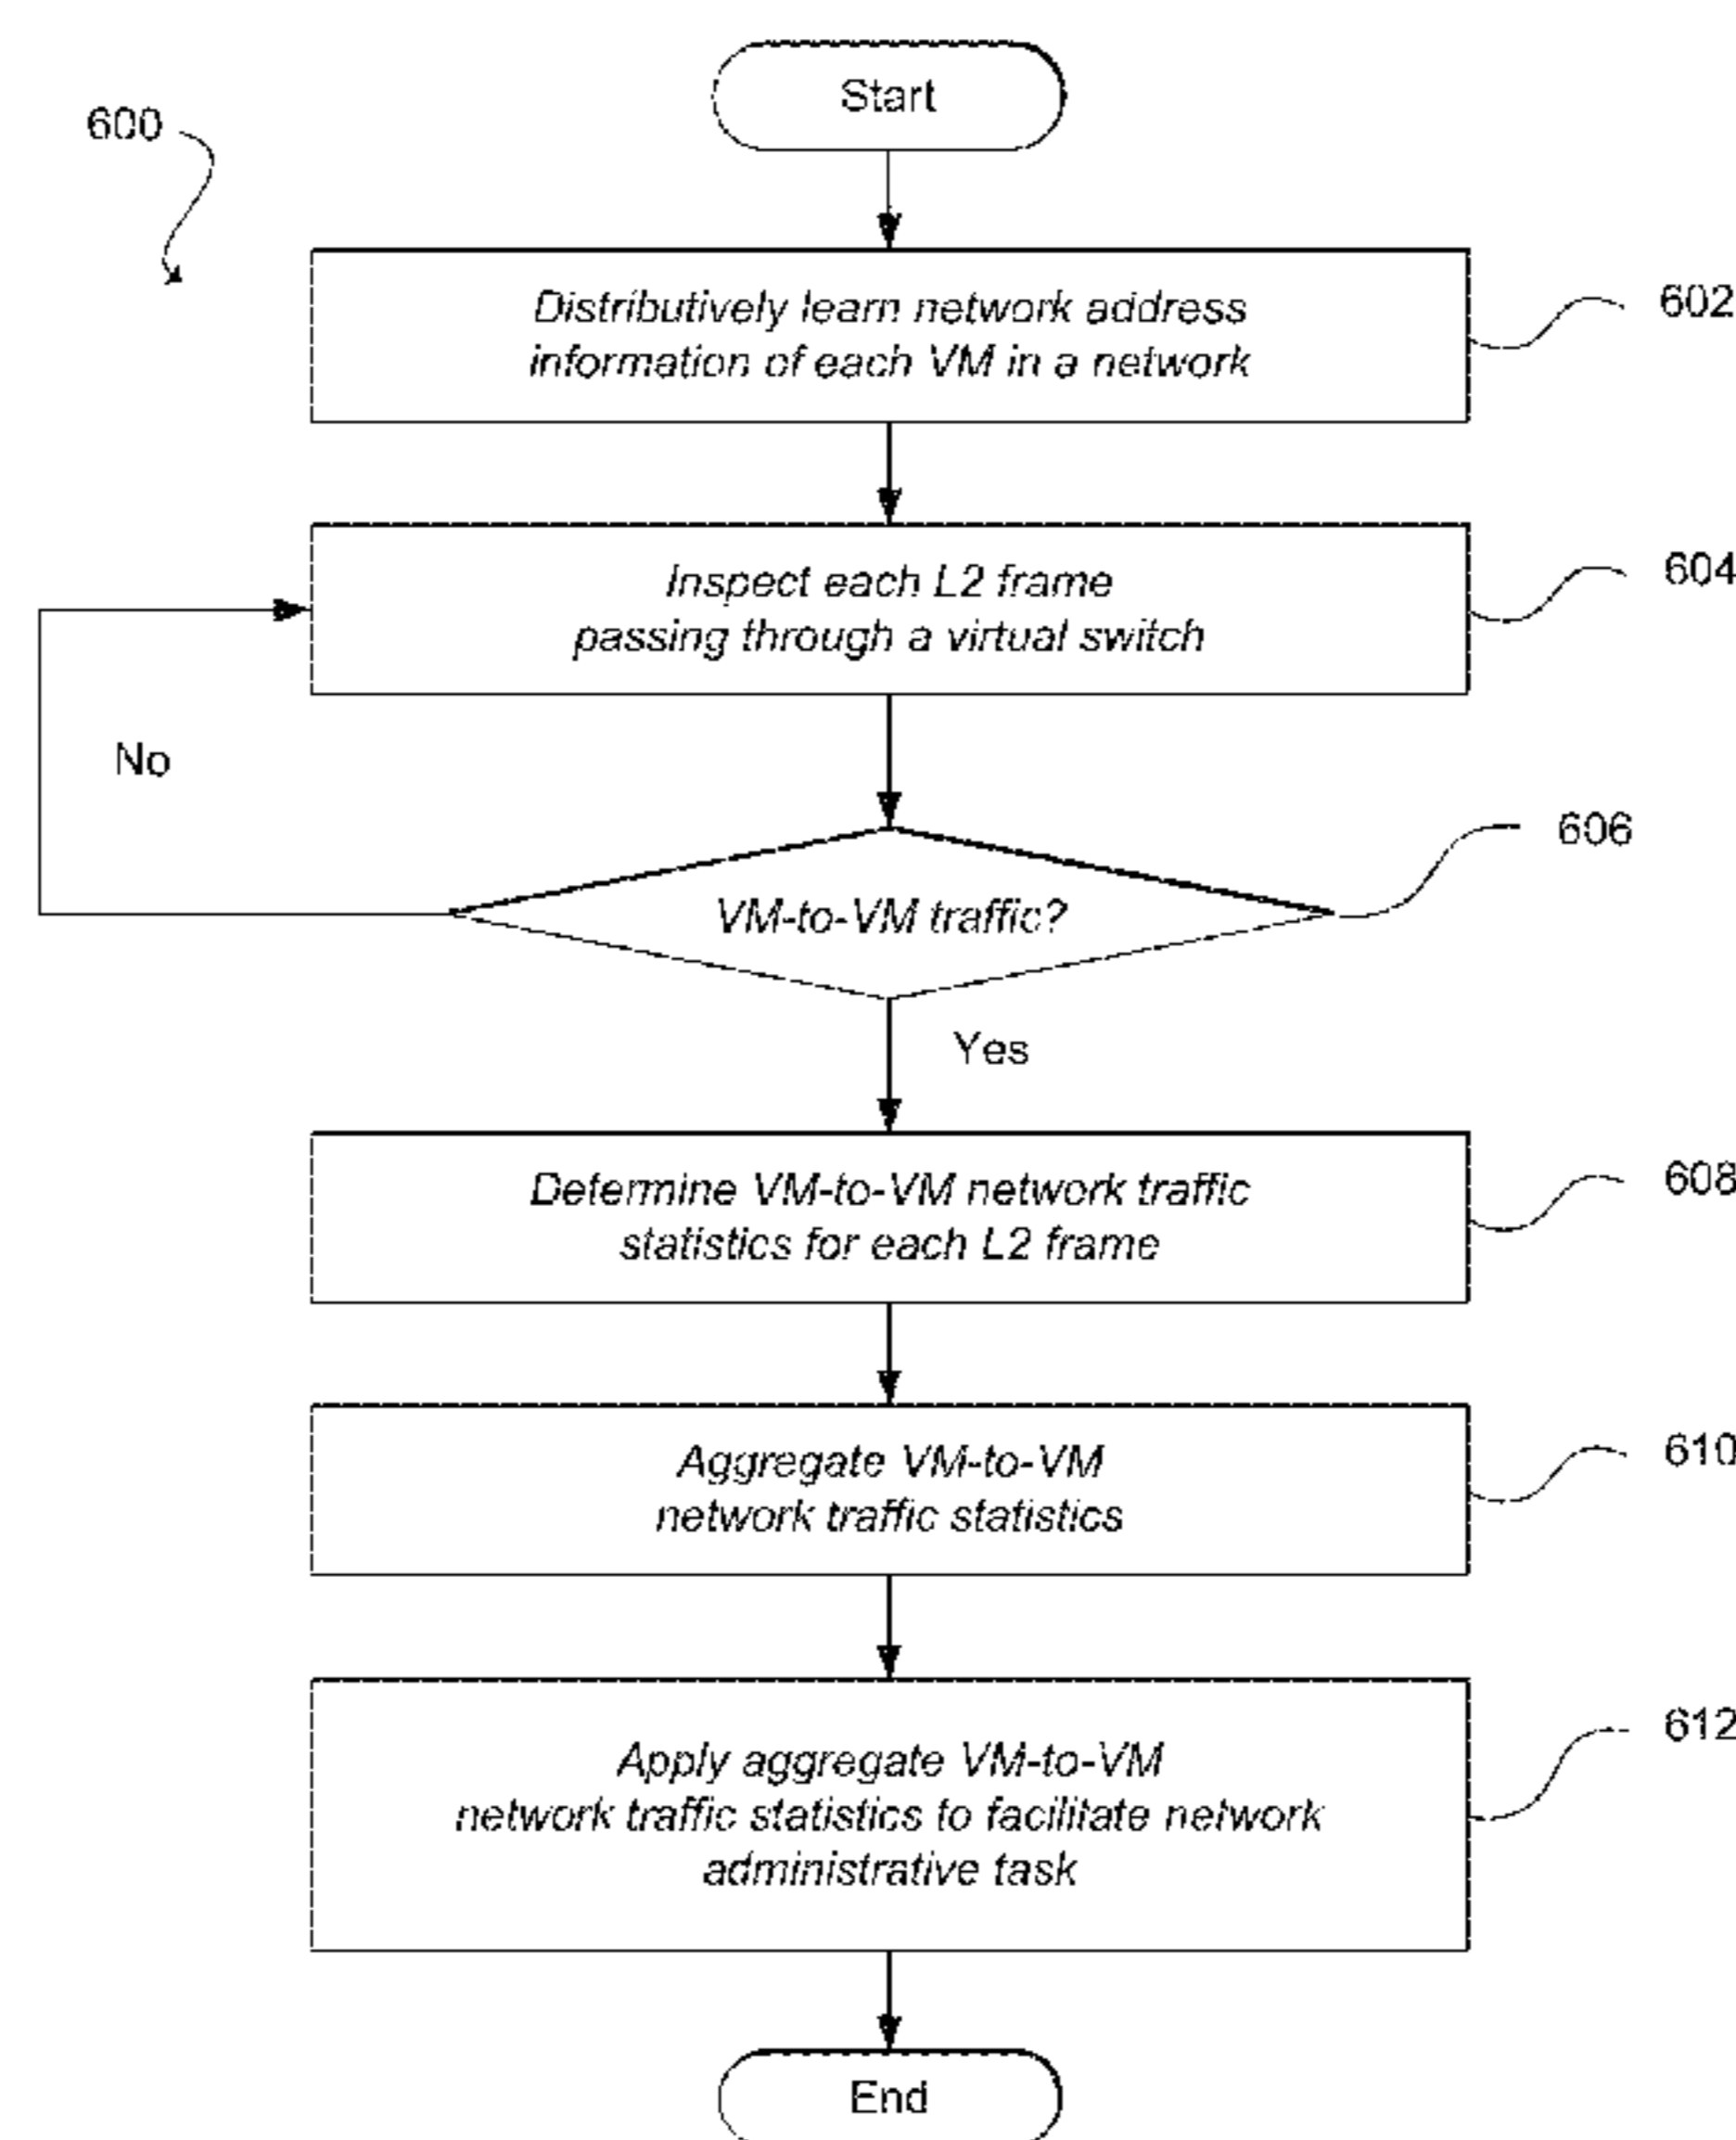 Start
600
Distributively learn network address
information of each VM in a network
602
Inspect each L2 frame
passing through a virtual switch
604
No
606
VM-to-VM traffic?
Yes
Determine VM-to-VM network traffic
statistics for each L2 frame
608
Aggregate VM-to-VM
network traffic statistics
610
Apply aggregate VM-to-VM
network traffic statistics to facilitate network
administrative task
612
End